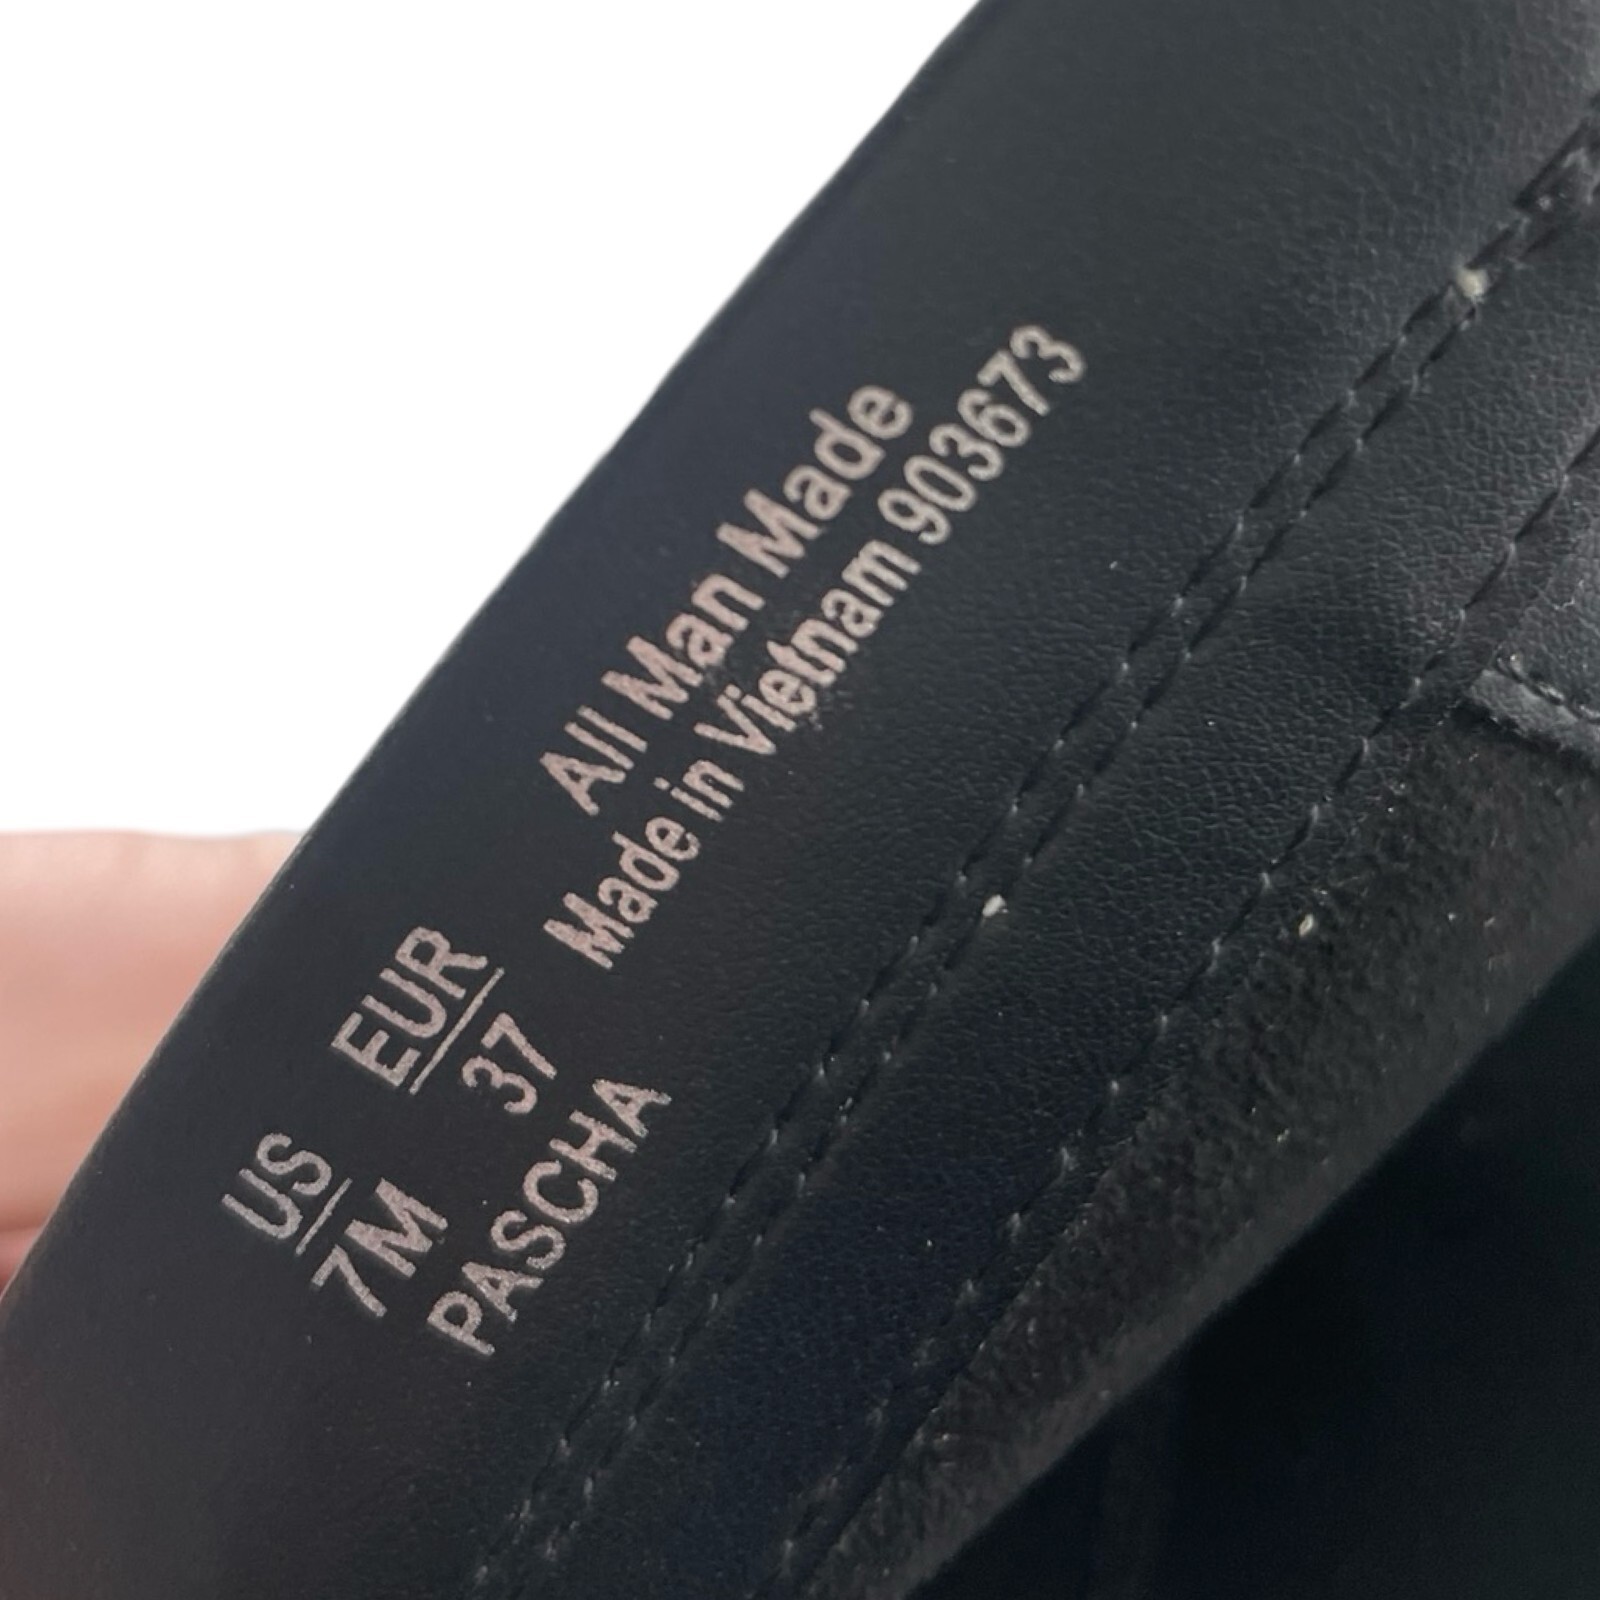 US EUR All Man Made
7M 37 Made in Vietnam 903673
PASCHA